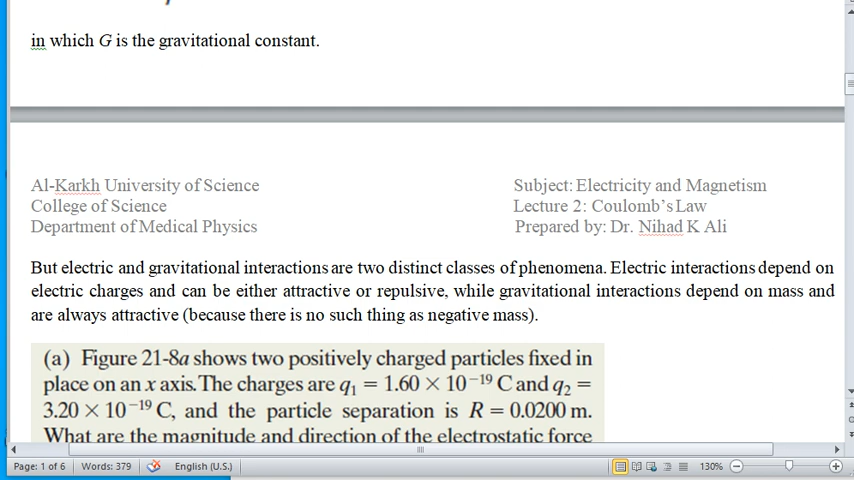 in which G is the gravitational constant.
Al-Karkh University of Science
College of Science
Department of Medical Physics
Subject: Electricity and Magnetism
Lecture 2: Coulomb's Law
Prepared by: Dr. Nihad K Ali
But electric and gravitational interactions are two distinct classes of phenomena. Electric interactions depend on
electric charges and can be either attractive or repulsive, while gravitational interactions depend on mass and
are always attractive (because there is no such thing as negative mass).
(a) Figure 21-8a shows two positively charged particles fixed in
place on an x axis. The charges are q₁ = 1.60 × 10⁻¹⁹ C and q₂ =
3.20 × 10⁻¹⁹ C, and the particle separation is R = 0.0200 m.
What are the magnitude and direction of the electrostatic force
Page: 1 of 6 Words: 379 English (U.S.) 130%